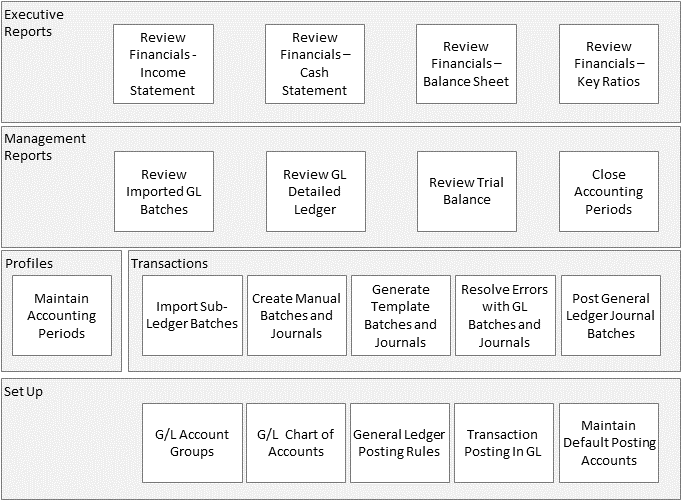 Executive
Reports
Review
Financials -
Income
Statement
Review
Financials –
Cash
Statement
Review
Financials –
Balance Sheet
Review
Financials –
Key Ratios
Management
Reports
Review
Imported GL
Batches
Review GL
Detailed
Ledger
Review Trial
Balance
Close
Accounting
Periods
Profiles
Maintain
Accounting
Periods
Transactions
Import Sub-
Ledger Batches
Create Manual
Batches and
Journals
Generate
Template
Batches and
Journals
Resolve Errors
with GL
Batches and
Journals
Post General
Ledger Journal
Batches
Set Up
G/L Account
Groups
G/L Chart of
Accounts
General Ledger
Posting Rules
Transaction
Posting In GL
Maintain
Default Posting
Accounts